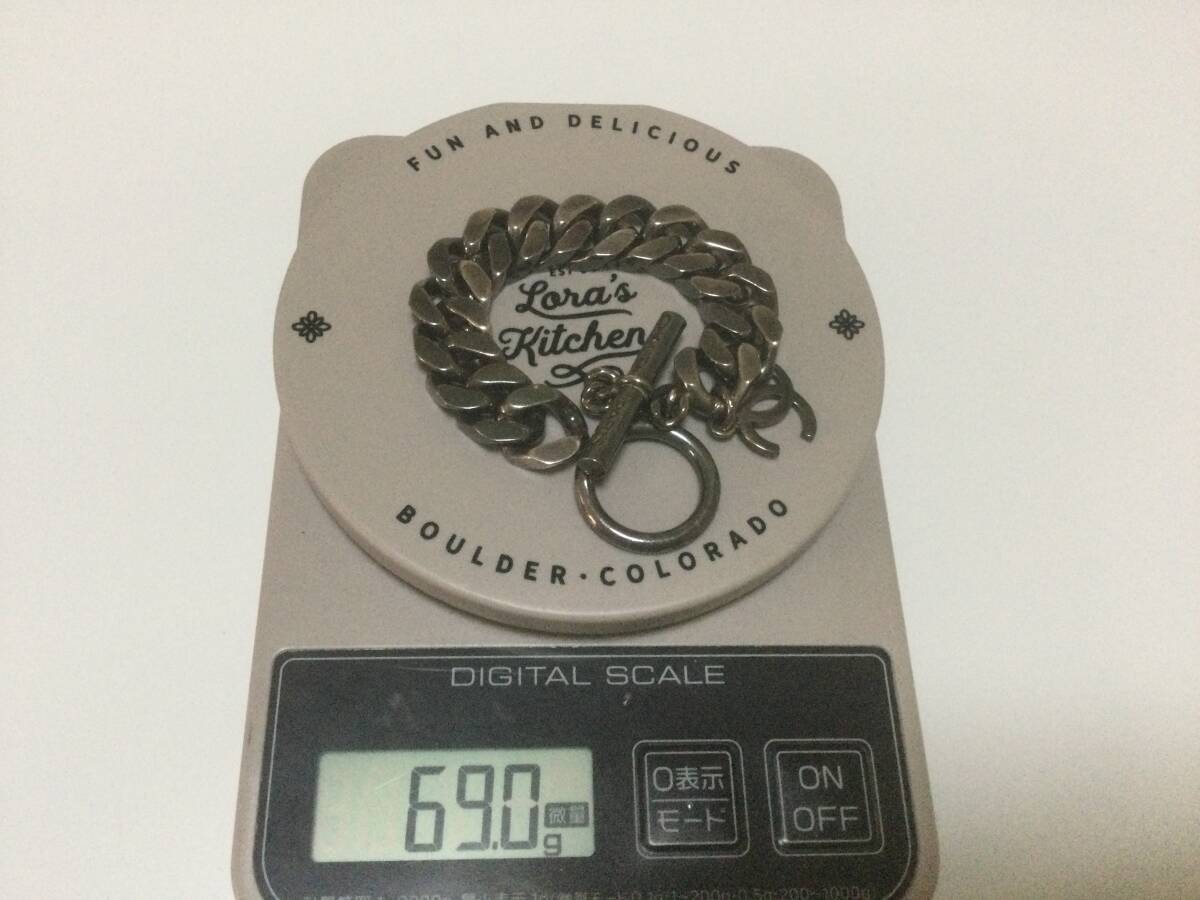 FUN AND DELICIOUS
EST
Lora's
Kitchen
BOULDER・COLORADO
DIGITAL SCALE
69.0 微量 g
0表示
モード
ON
OFF